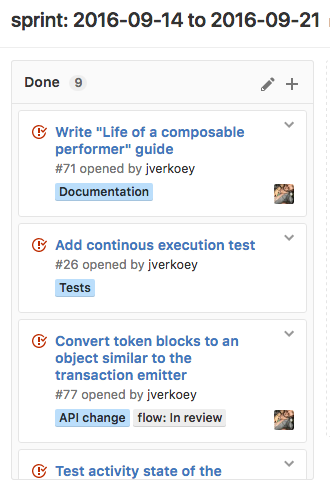 sprint: 2016-09-14 to 2016-09-21
Done 9
Write "Life of a composable
performer" guide
#71 opened by jverkoey
Documentation
Add continous execution test
#26 opened by jverkoey
Tests
Convert token blocks to an
object similar to the
transaction emitter
#77 opened by jverkoey
API change flow: In review
Test activity state of the